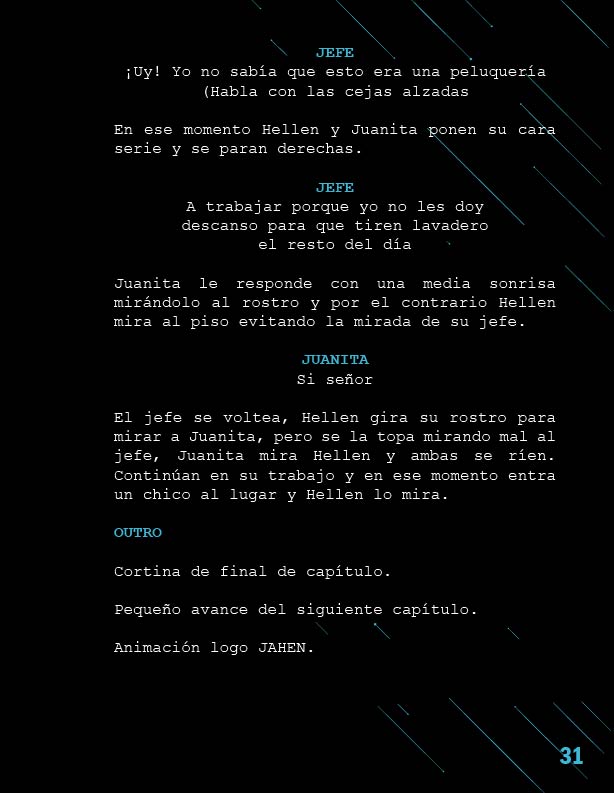 JEFE
¡Uy! Yo no sabía que esto era una peluquería
(Habla con las cejas alzadas
En ese momento Hellen y Juanita ponen su cara
serie y se paran derechas.
JEFE
A trabajar porque yo no les doy
descanso para que tiren lavadero
el resto del día
Juanita le responde con una media sonrisa
mirándolo al rostro y por el contrario Hellen
mira al piso evitando la mirada de su jefe.
JUANITA
Si señor
El jefe se voltea, Hellen gira su rostro para
mirar a Juanita, pero se la topa mirando mal al
jefe, Juanita mira Hellen y ambas se ríen.
Continúan en su trabajo y en ese momento entra
un chico al lugar y Hellen lo mira.
OUTRO
Cortina de final de capítulo.
Pequeño avance del siguiente capítulo.
Animación logo JAHEN.
31